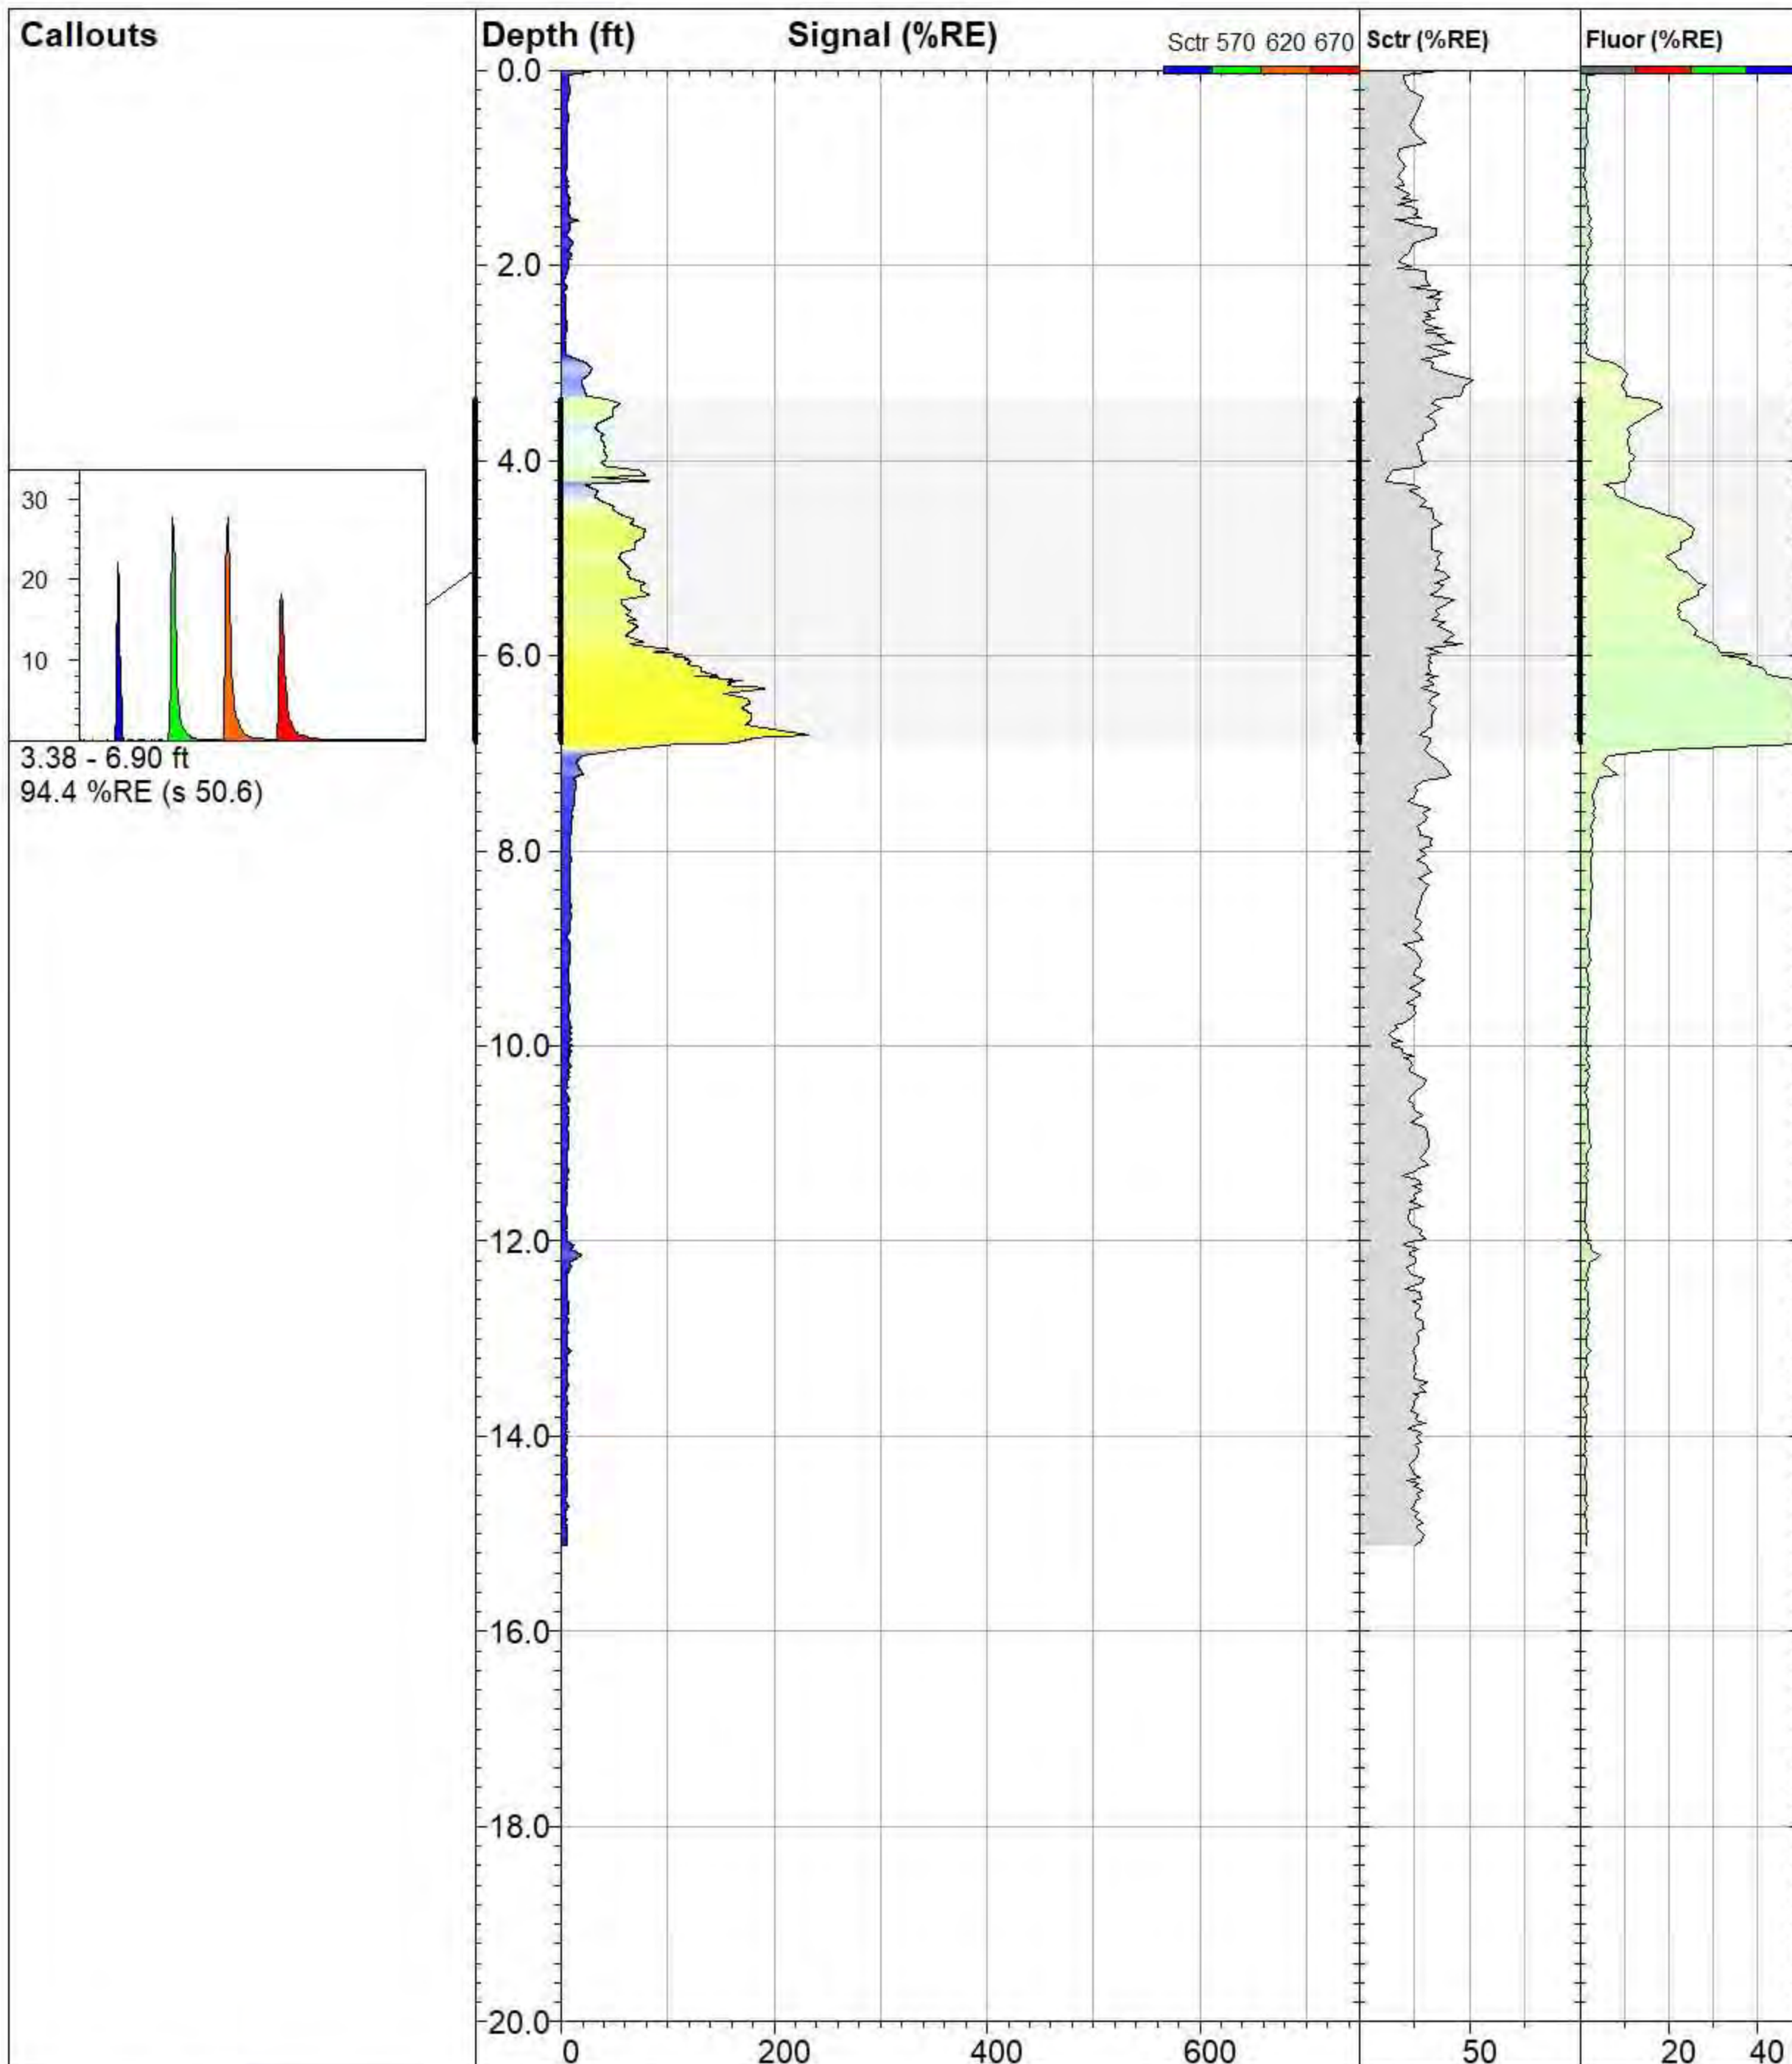 Callouts
Depth (ft)
Signal (%RE)
Sctr 570 620 670
Sctr (%RE)
Fluor (%RE)
0.0
2.0
4.0
6.0
8.0
10.0
12.0
14.0
16.0
18.0
20.0
30
20
10
3.38 - 6.90 ft
94.4 %RE (s 50.6)
0 200 400 600
50
20 40